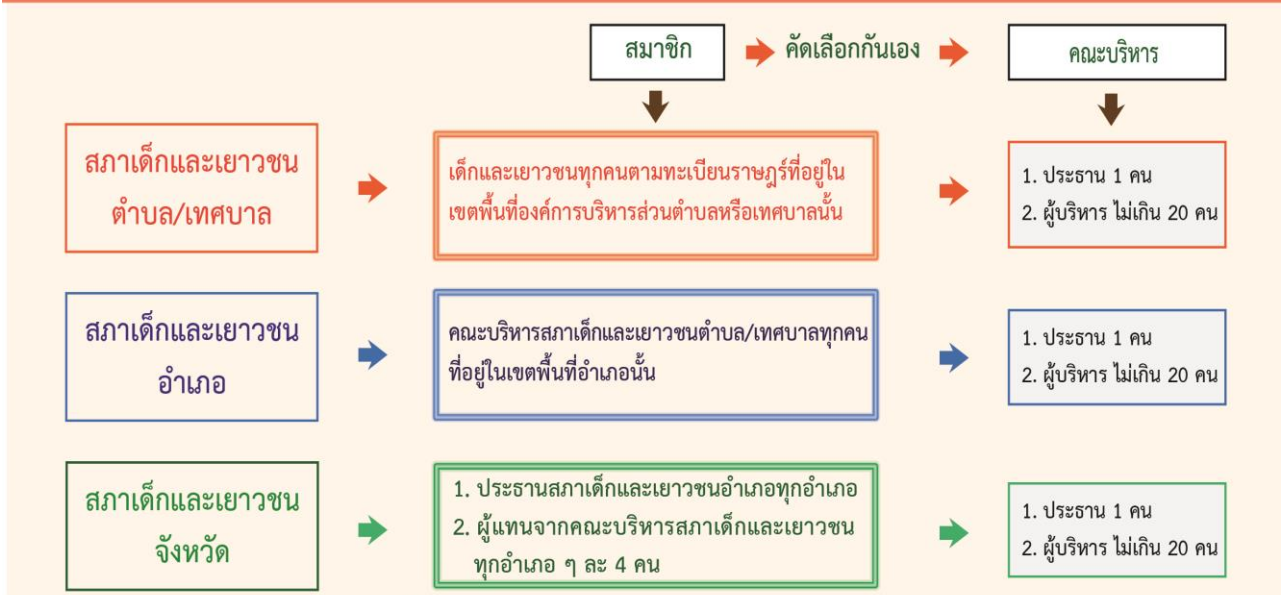 สมาชิก
คัดเลือกกันเอง
คณะบริหาร
สภาเด็กและเยาวชน
ตำบล/เทศบาล
เด็กและเยาวชนทุกคนตามทะเบียนราษฎร์ที่อยู่ใน
เขตพื้นที่องค์การบริหารส่วนตำบลหรือเทศบาลนั้น
1. ประธาน 1 คน
2. ผู้บริหาร ไม่เกิน 20 คน
สภาเด็กและเยาวชน
อำเภอ
คณะบริหารสภาเด็กและเยาวชนตำบล/เทศบาลทุกคน
ที่อยู่ในเขตพื้นที่อำเภอนั้น
1. ประธาน 1 คน
2. ผู้บริหาร ไม่เกิน 20 คน
สภาเด็กและเยาวชน
จังหวัด
1. ประธานสภาเด็กและเยาวชนอำเภอทุกอำเภอ
2. ผู้แทนจากคณะบริหารสภาเด็กและเยาวชน
ทุกอำเภอ ๆ ละ 4 คน
1. ประธาน 1 คน
2. ผู้บริหาร ไม่เกิน 20 คน